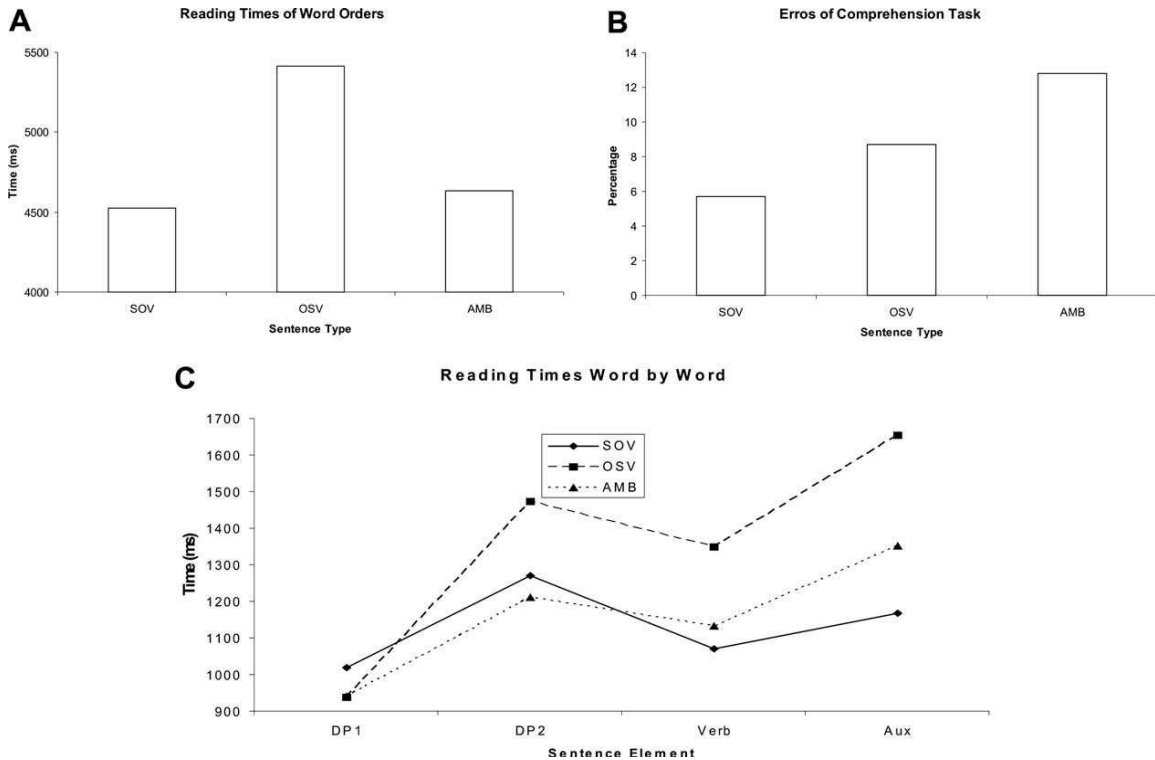 A
Reading Times of Word Orders
5500
5000
4500
4000
Time (ms)
SOV OSV AMB
Sentence Type
B
Erros of Comprehension Task
14
12
10
8
6
4
2
0
Percentage
SOV OSV AMB
Sentence Type
C
Reading Times Word by Word
1700
1600
1500
1400
1300
1200
1100
1000
900
Time (ms)
SOV
OSV
AMB
DP1 DP2 Verb Aux
Sentence Element